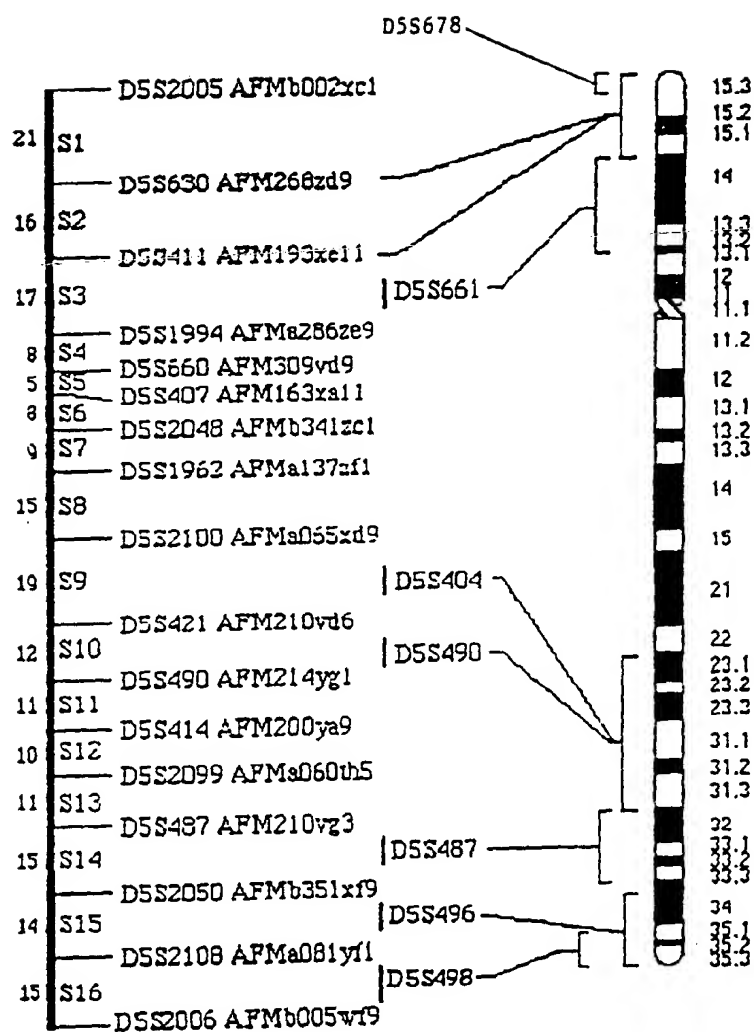 D5S678
D5S2005 AFMb002xc1
21 S1
D5S630 AFM268zd9
16 S2
D5S411 AFM193xe11
17 S3
D5S661
D5S1994 AFMa286ze9
8 S4
D5S660 AFM309vd9
5 S5
D5S407 AFM163xa11
8 S6
D5S2048 AFMb341zc1
9 S7
D5S1962 AFMa137zf1
15 S8
D5S2100 AFMa065xd9
19 S9
D5S404
D5S421 AFM210vd6
12 S10
D5S490
D5S490 AFM214yg1
11 S11
D5S414 AFM200ya9
10 S12
D5S2099 AFMa060th5
11 S13
D5S487 AFM210vg3
15 S14
D5S487
D5S2050 AFMb351xf9
14 S15
D5S496
D5S2108 AFMa081yf1
15 S16
D5S498
D5S2006 AFMb005wf9
15.3
15.2
15.1
14
13.3
13.2
13.1
12
11
11.1
11.2
12
13.1
13.2
13.3
14
15
21
22
23.1
23.2
23.3
31.1
31.2
31.3
32
33.1
33.2
33.3
34
35.1
35.2
35.3